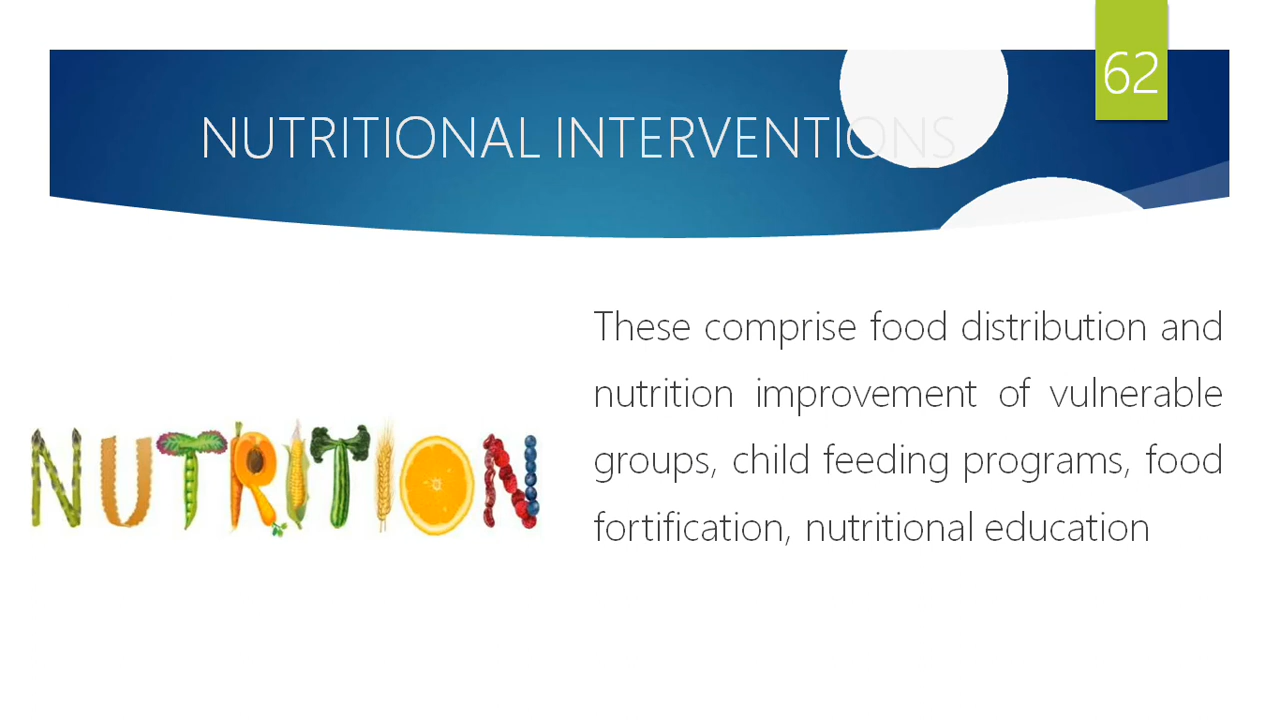 62
NUTRITIONAL INTERVENTIONS
These comprise food distribution and
nutrition improvement of vulnerable
groups, child feeding programs, food
fortification, nutritional education
NUTRITION